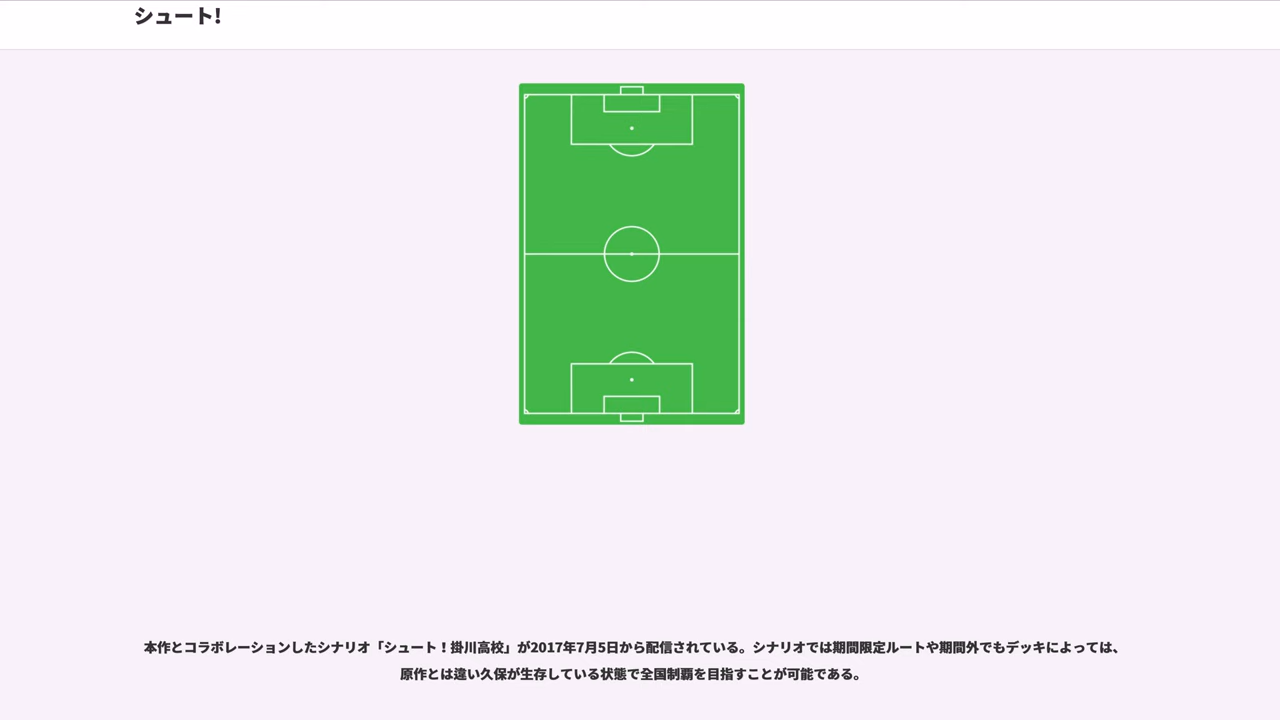 シュート!
本作とコラボレーションしたシナリオ「シュート！掛川高校」が2017年7月5日から配信されている。シナリオでは期間限定ルートや期間外でもデッキによっては、
原作とは違い久保が生存している状態で全国制覇を目指すことが可能である。